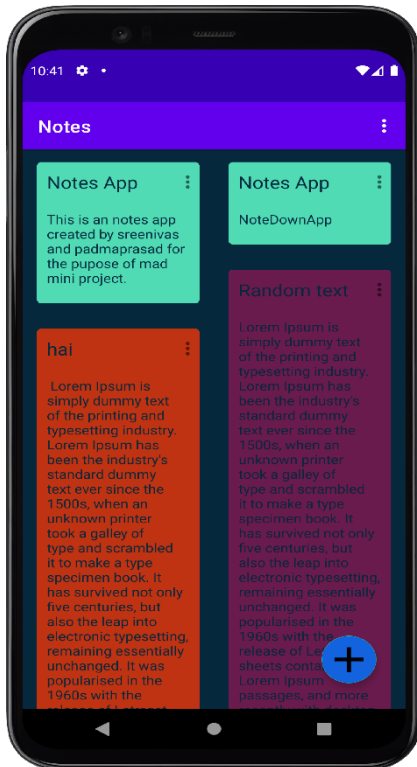 10:41
Notes
Notes App
This is an notes app
created by sreenivas
and padmaprasad for
the pupose of mad
mini project.
Notes App
NoteDownApp
hai
Lorem Ipsum is
simply dummy text
of the printing and
typesetting industry.
Lorem Ipsum has
been the industry's
standard dummy
text ever since the
1500s, when an
unknown printer
took a galley of
type and scrambled
it to make a type
specimen book. It
has survived not only
five centuries, but
also the leap into
electronic typesetting,
remaining essentially
unchanged. It was
popularised in the
1960s with the
release of Letraset
Random text
Lorem Ipsum is
simply dummy text
of the printing and
typesetting industry.
Lorem Ipsum has
been the industry's
standard dummy
text ever since the
1500s, when an
unknown printer
took a galley of
type and scrambled
it to make a type
specimen book. It
has survived not only
five centuries, but
also the leap into
electronic typesetting,
remaining essentially
unchanged. It was
popularised in the
1960s with the
release of
sheets
Lorem Ipsum
passages, and more
recently with desktop